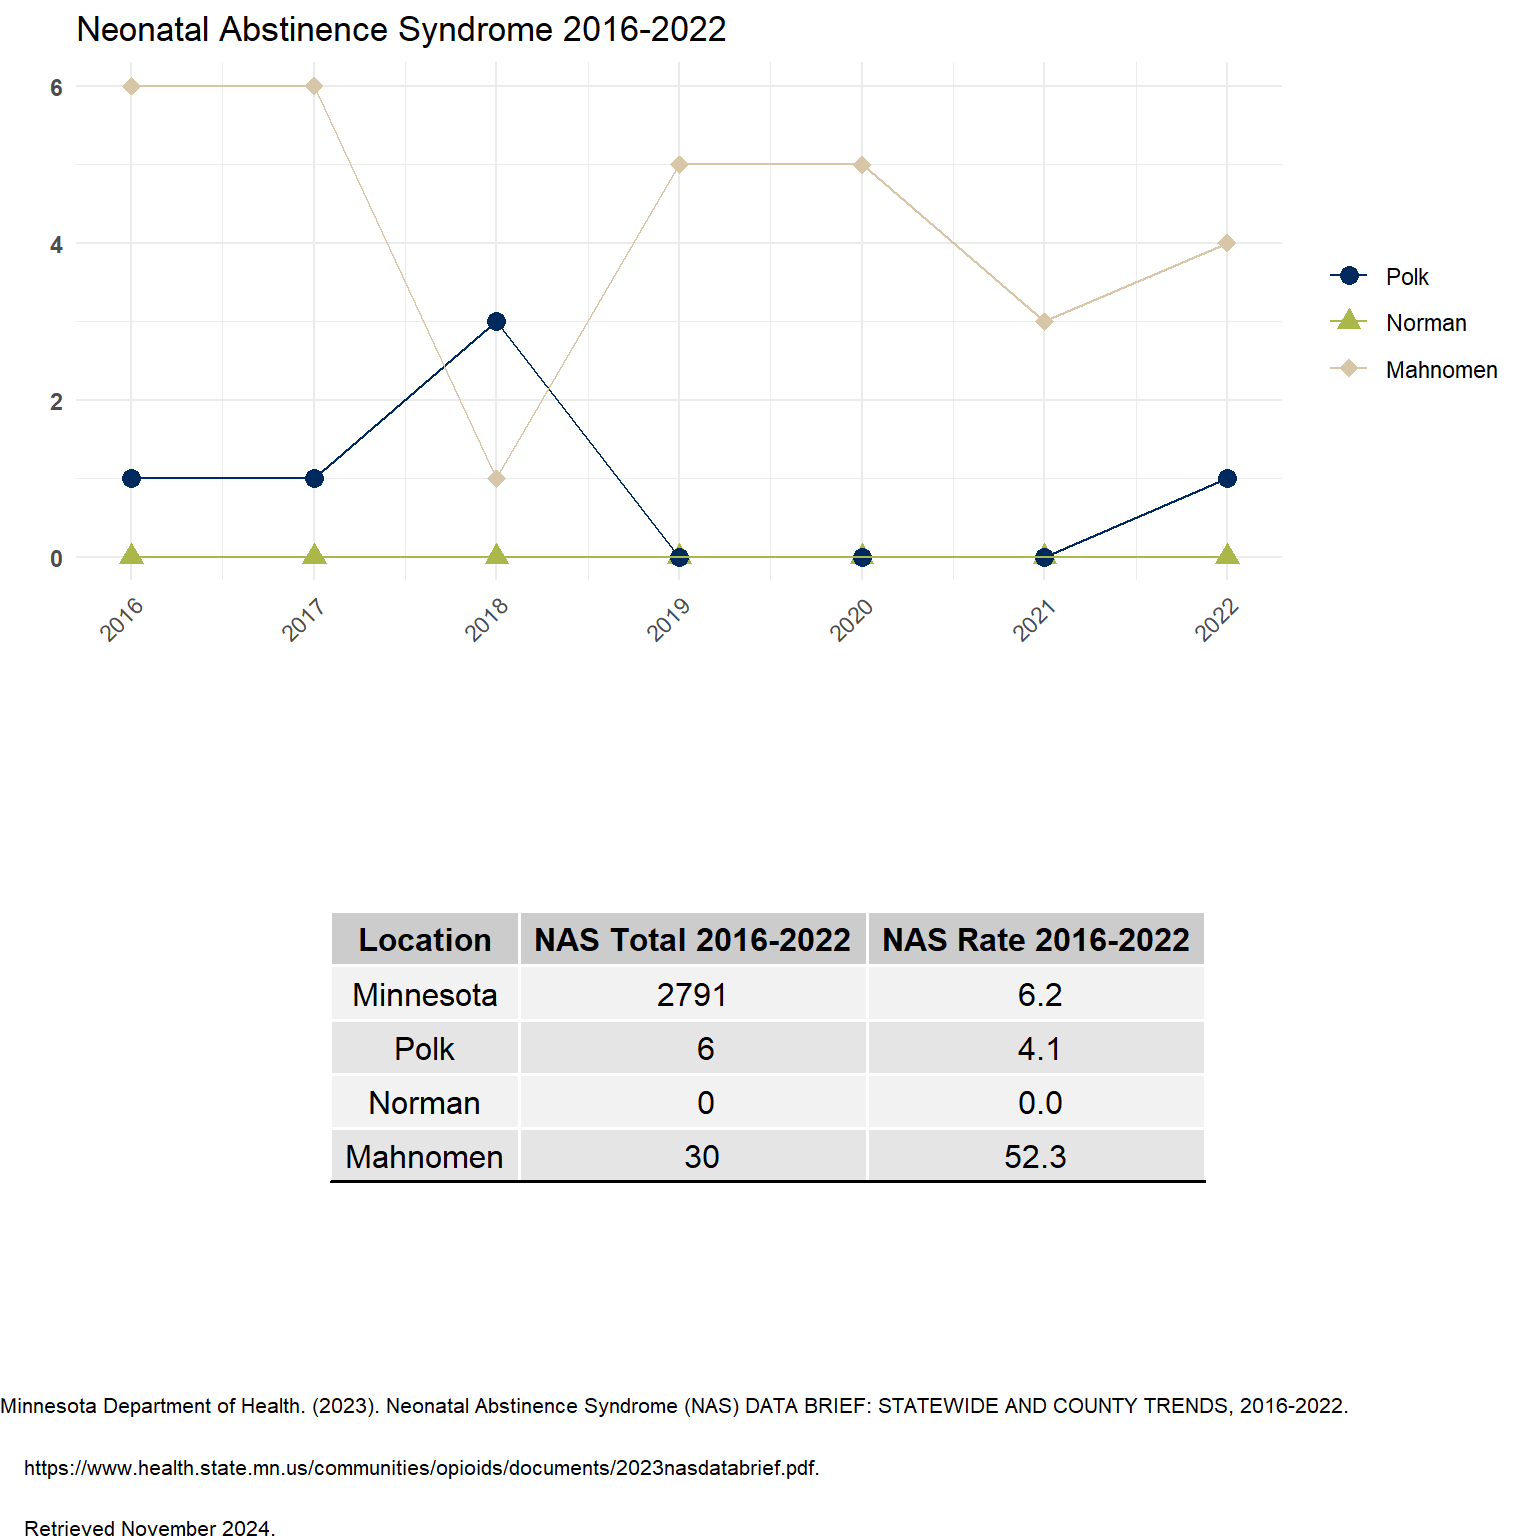 Neonatal Abstinence Syndrome 2016-2022
6
4
2
0
2016 2017 2018 2019 2020 2021 2022
Polk
Norman
Mahnomen
Location NAS Total 2016-2022 NAS Rate 2016-2022
Minnesota 2791 6.2
Polk 6 4.1
Norman 0 0.0
Mahnomen 30 52.3
Minnesota Department of Health. (2023). Neonatal Abstinence Syndrome (NAS) DATA BRIEF: STATEWIDE AND COUNTY TRENDS, 2016-2022.
https://www.health.state.mn.us/communities/opioids/documents/2023nasdatabrief.pdf.
Retrieved November 2024.